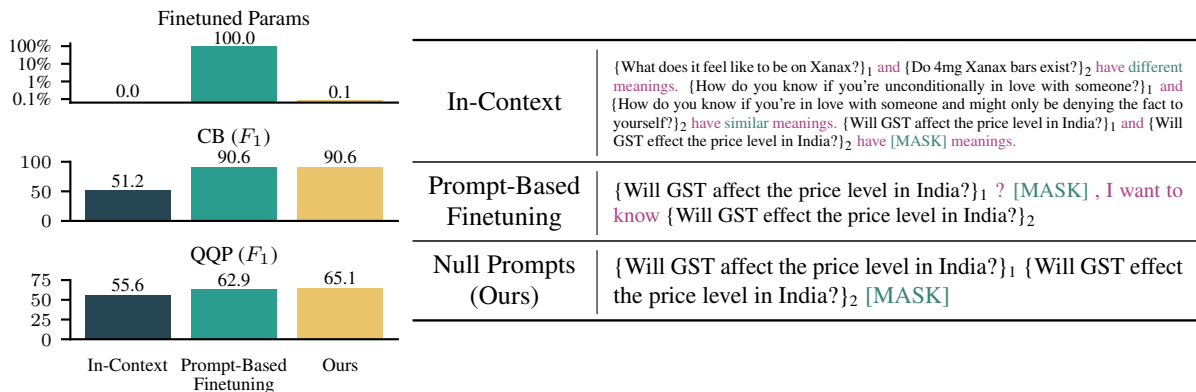 Finetuned Params
100%
10%
1%
0.1%
0.0
100.0
0.1
CB (F1)
100
50
0
51.2
90.6
90.6
QQP (F1)
75
50
25
0
55.6
62.9
65.1
In-Context
Prompt-Based
Finetuning
Ours
In-Context
{What does it feel like to be on Xanax?}1 and {Do 4mg Xanax bars exist?}2 have different
meanings. {How do you know if you're unconditionally in love with someone?}1 and
{How do you know if you're in love with someone and might only be denying the fact to
yourself?}2 have similar meanings. {Will GST affect the price level in India?}1 and {Will
GST effect the price level in India?}2 have [MASK] meanings.
Prompt-Based
Finetuning
{Will GST affect the price level in India?}1 ? [MASK] , I want to
know {Will GST effect the price level in India?}2
Null Prompts
(Ours)
{Will GST affect the price level in India?}1 {Will GST effect
the price level in India?}2 [MASK]